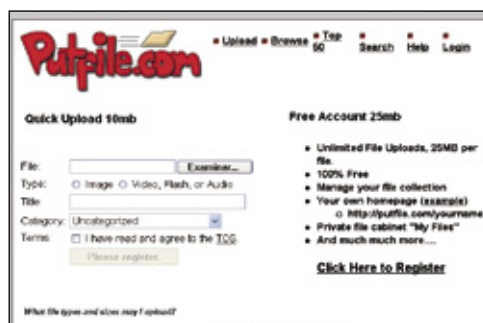 Putfile.com
Upload Browse Top 50 Search Help Login
Quick Upload 10mb
File: Examinar...
Type: Image Video, Flash, or Audio
Title:
Category: Uncategorized
Terms: I have read and agree to the TOS.
Please register.
What file types and sizes may I upload?
Free Account 25mb
Unlimited File Uploads, 25MB per
file.
100% Free
Manage your file collection
Your own homepage (example)
http://putfile.com/yourname
Private file cabinet "My Files"
And much much more....
Click Here to Register